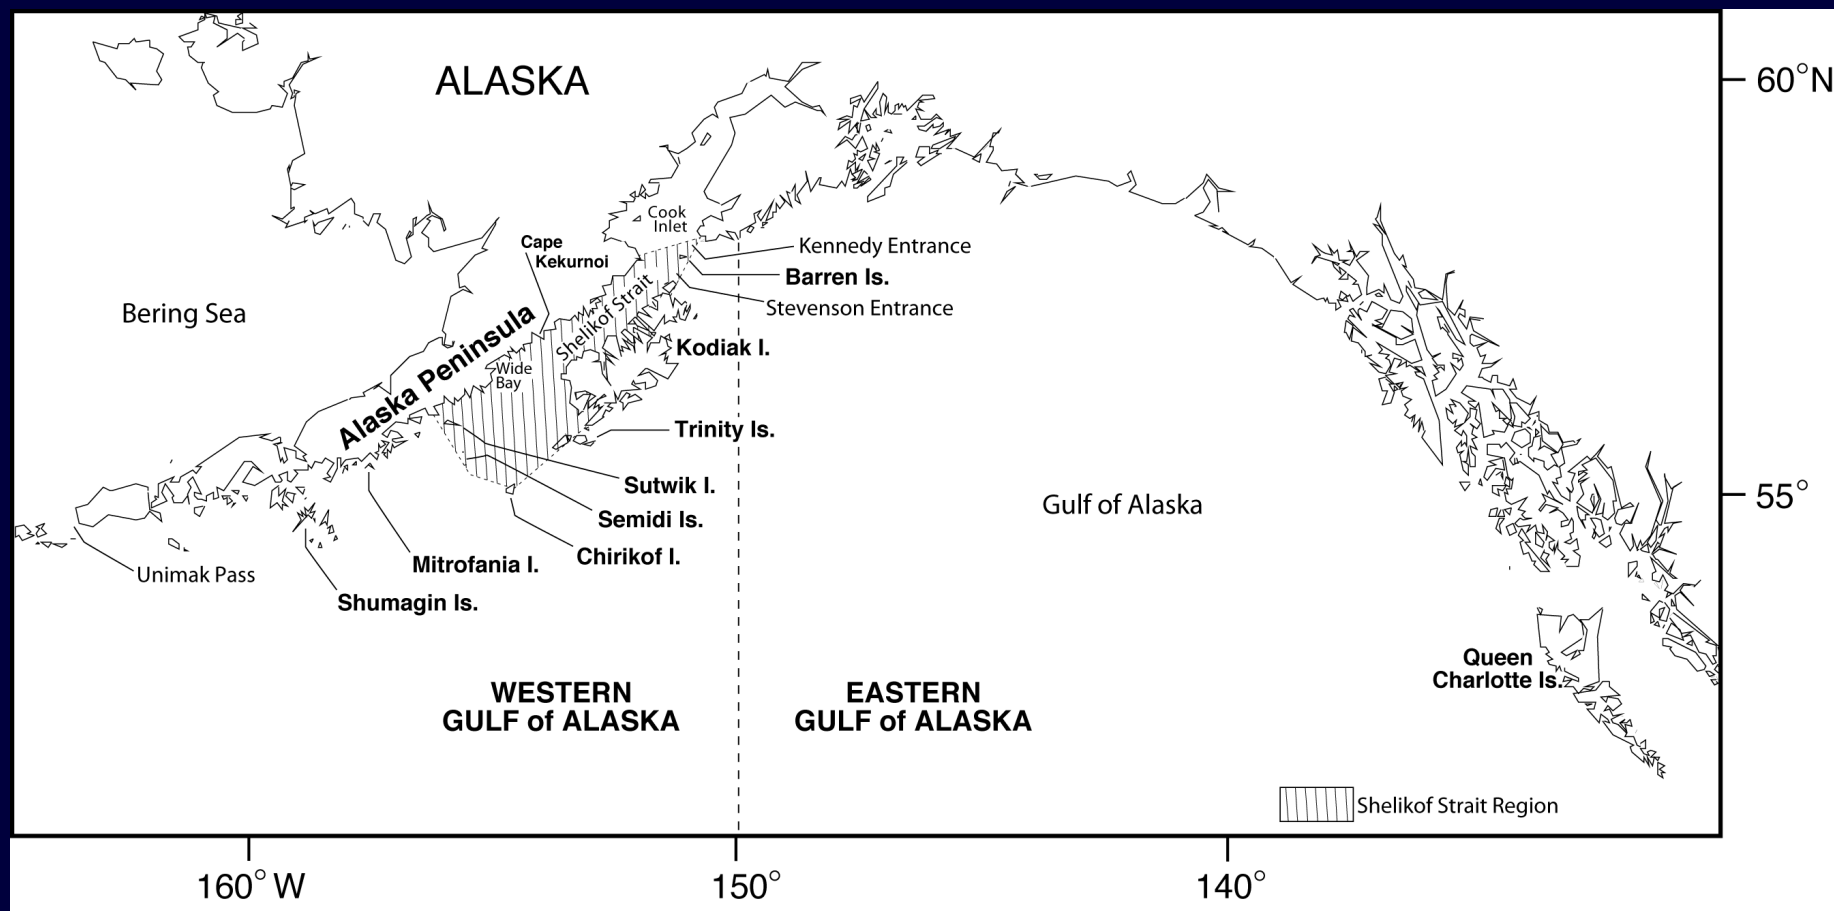 ALASKA
60°N
Cook
Inlet
Cape
Kekurnoi
Kennedy Entrance
Barren Is.
Stevenson Entrance
Bering Sea
Shelikof Strait
Alaska Peninsula
Kodiak I.
Wide
Bay
Trinity Is.
Sutwik I.
55°
Gulf of Alaska
Semidi Is.
Chirikof I.
Mitrofania I.
Unimak Pass
Shumagin Is.
Queen
Charlotte Is.
WESTERN
GULF of ALASKA
EASTERN
GULF of ALASKA
Shelikof Strait Region
160° W
150°
140°